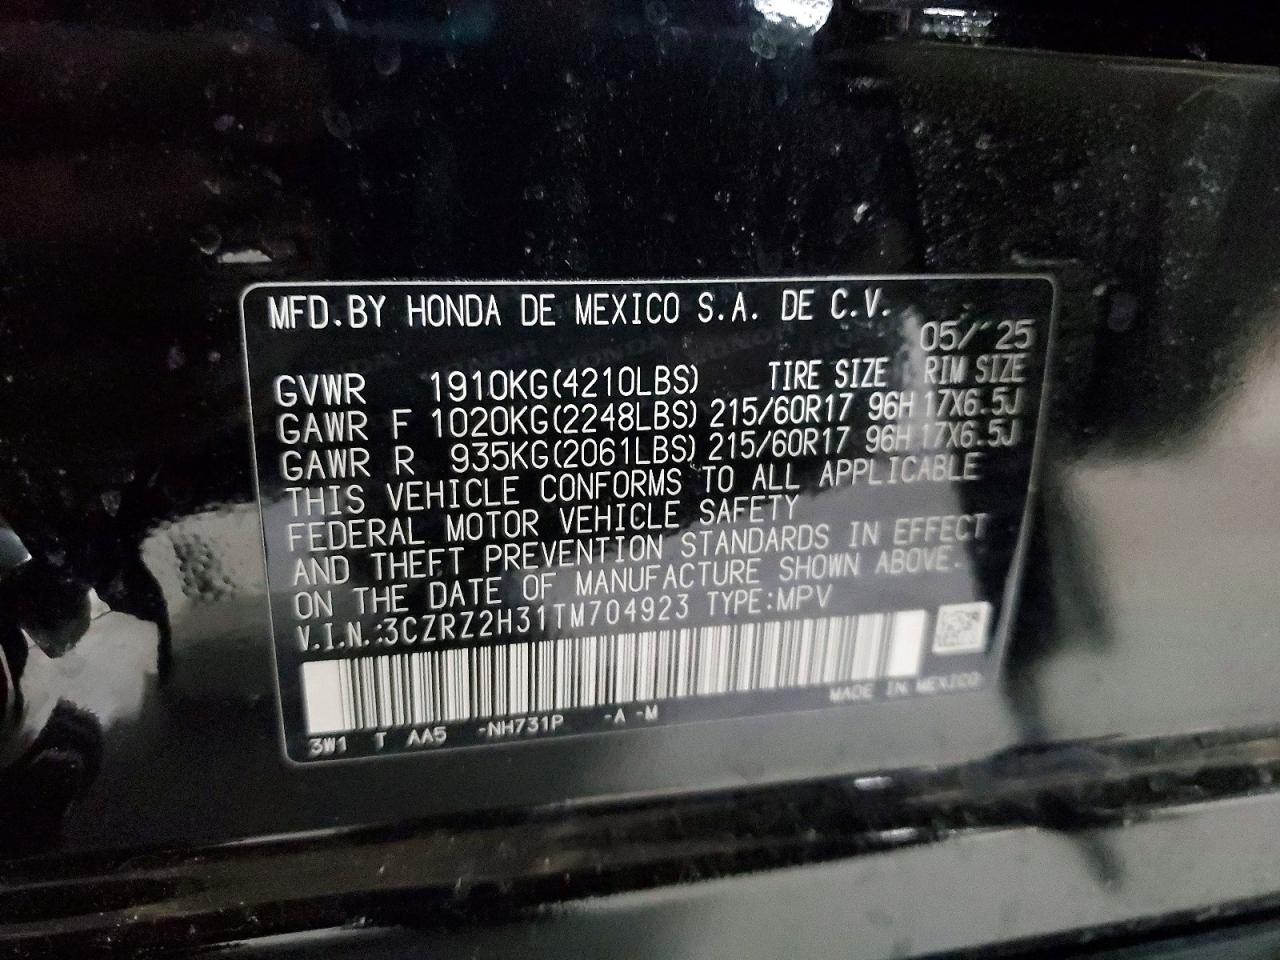 MFD.BY HONDA DE MEXICO S.A. DE C.V.
05/'25
GVWR 1910KG(4210LBS) TIRE SIZE RIM SIZE
GAWR F 1020KG(2248LBS) 215/60R17 96H 17X6.5J
GAWR R 935KG(2061LBS) 215/60R17 96H 17X6.5J
THIS VEHICLE CONFORMS TO ALL APPLICABLE
FEDERAL MOTOR VEHICLE SAFETY
AND THEFT PREVENTION STANDARDS IN EFFECT
ON THE DATE OF MANUFACTURE SHOWN ABOVE.
V.I.N.:3CZRZ2H31TM704923 TYPE:MPV
MADE IN MEXICO
3W1 T AA5 -NH731P -A -M